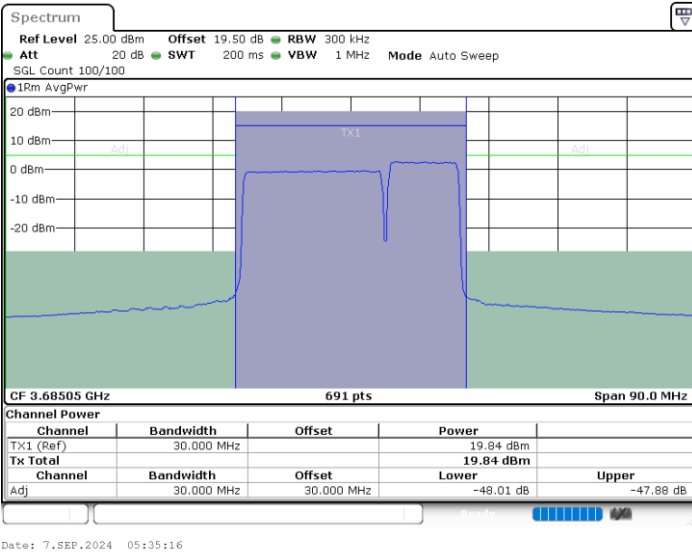 Spectrum
Ref Level 25.00 dBm Offset 19.50 dB RBW 300 kHz
Att 20 dB SWT 200 ms VBW 1 MHz Mode Auto Sweep
SGL Count 100/100
1Rm AvgPwr
20 dBm
TX1
10 dBm
Adj Adj
0 dBm
-10 dBm
-20 dBm
CF 3.68505 GHz 691 pts Span 90.0 MHz
Channel Power
Channel Bandwidth Offset Power
TX1 (Ref) 30.000 MHz 19.84 dBm
Tx Total 19.84 dBm
Channel Bandwidth Offset Lower Upper
Adj 30.000 MHz 30.000 MHz -48.01 dB -47.88 dB
Ready
Date: 7.SEP.2024 05:35:16